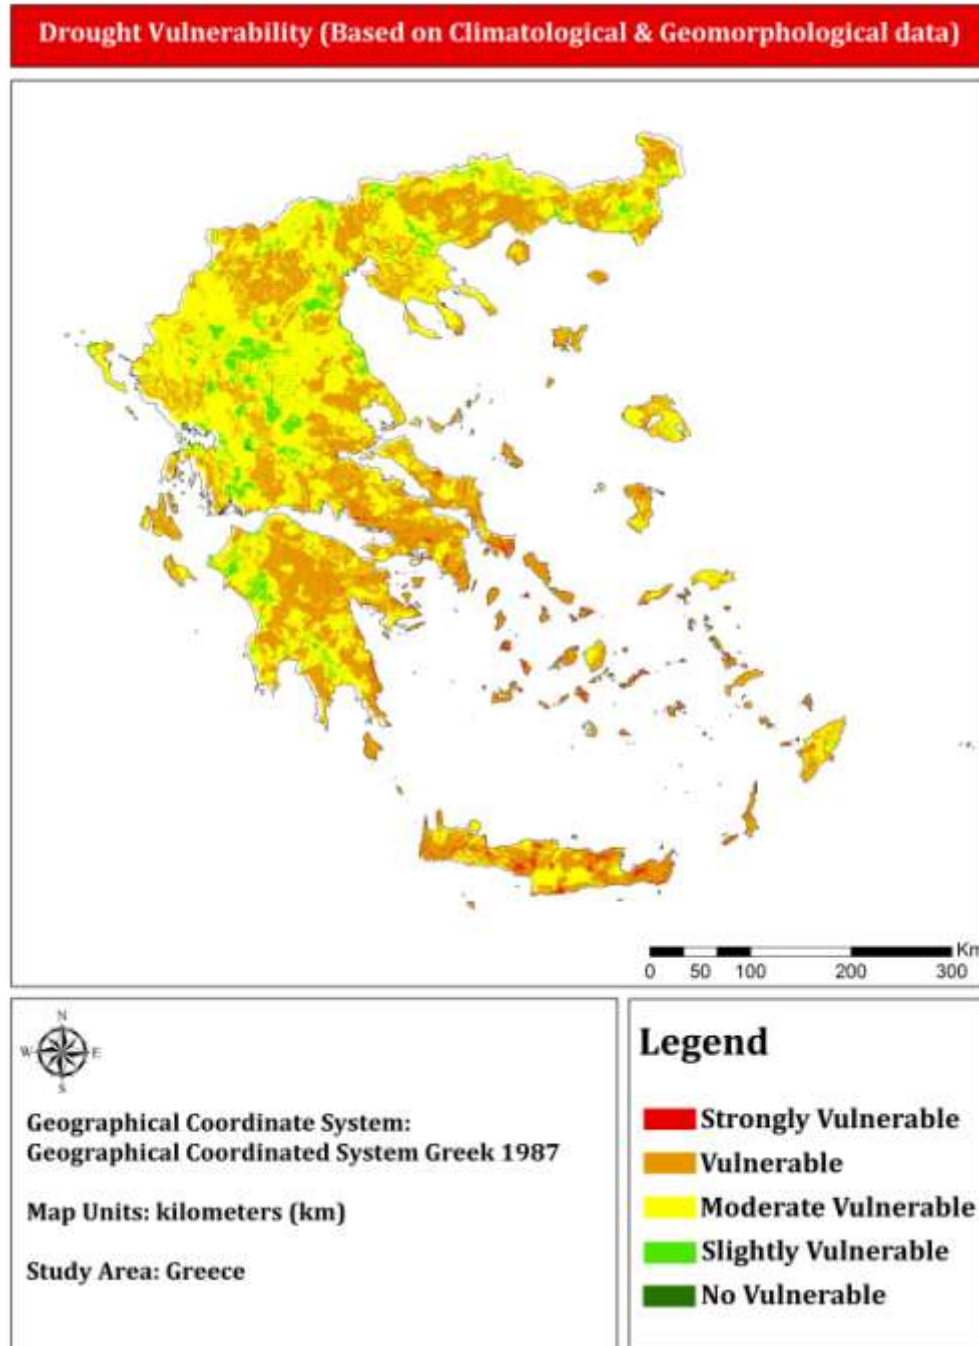 Drought Vulnerability (Based on Climatological & Geomorphological data)
Km
0 50 100 200 300
N
W E
S
Geographical Coordinate System:
Geographical Coordinated System Greek 1987
Map Units: kilometers (km)
Study Area: Greece
Legend
Strongly Vulnerable
Vulnerable
Moderate Vulnerable
Slightly Vulnerable
No Vulnerable